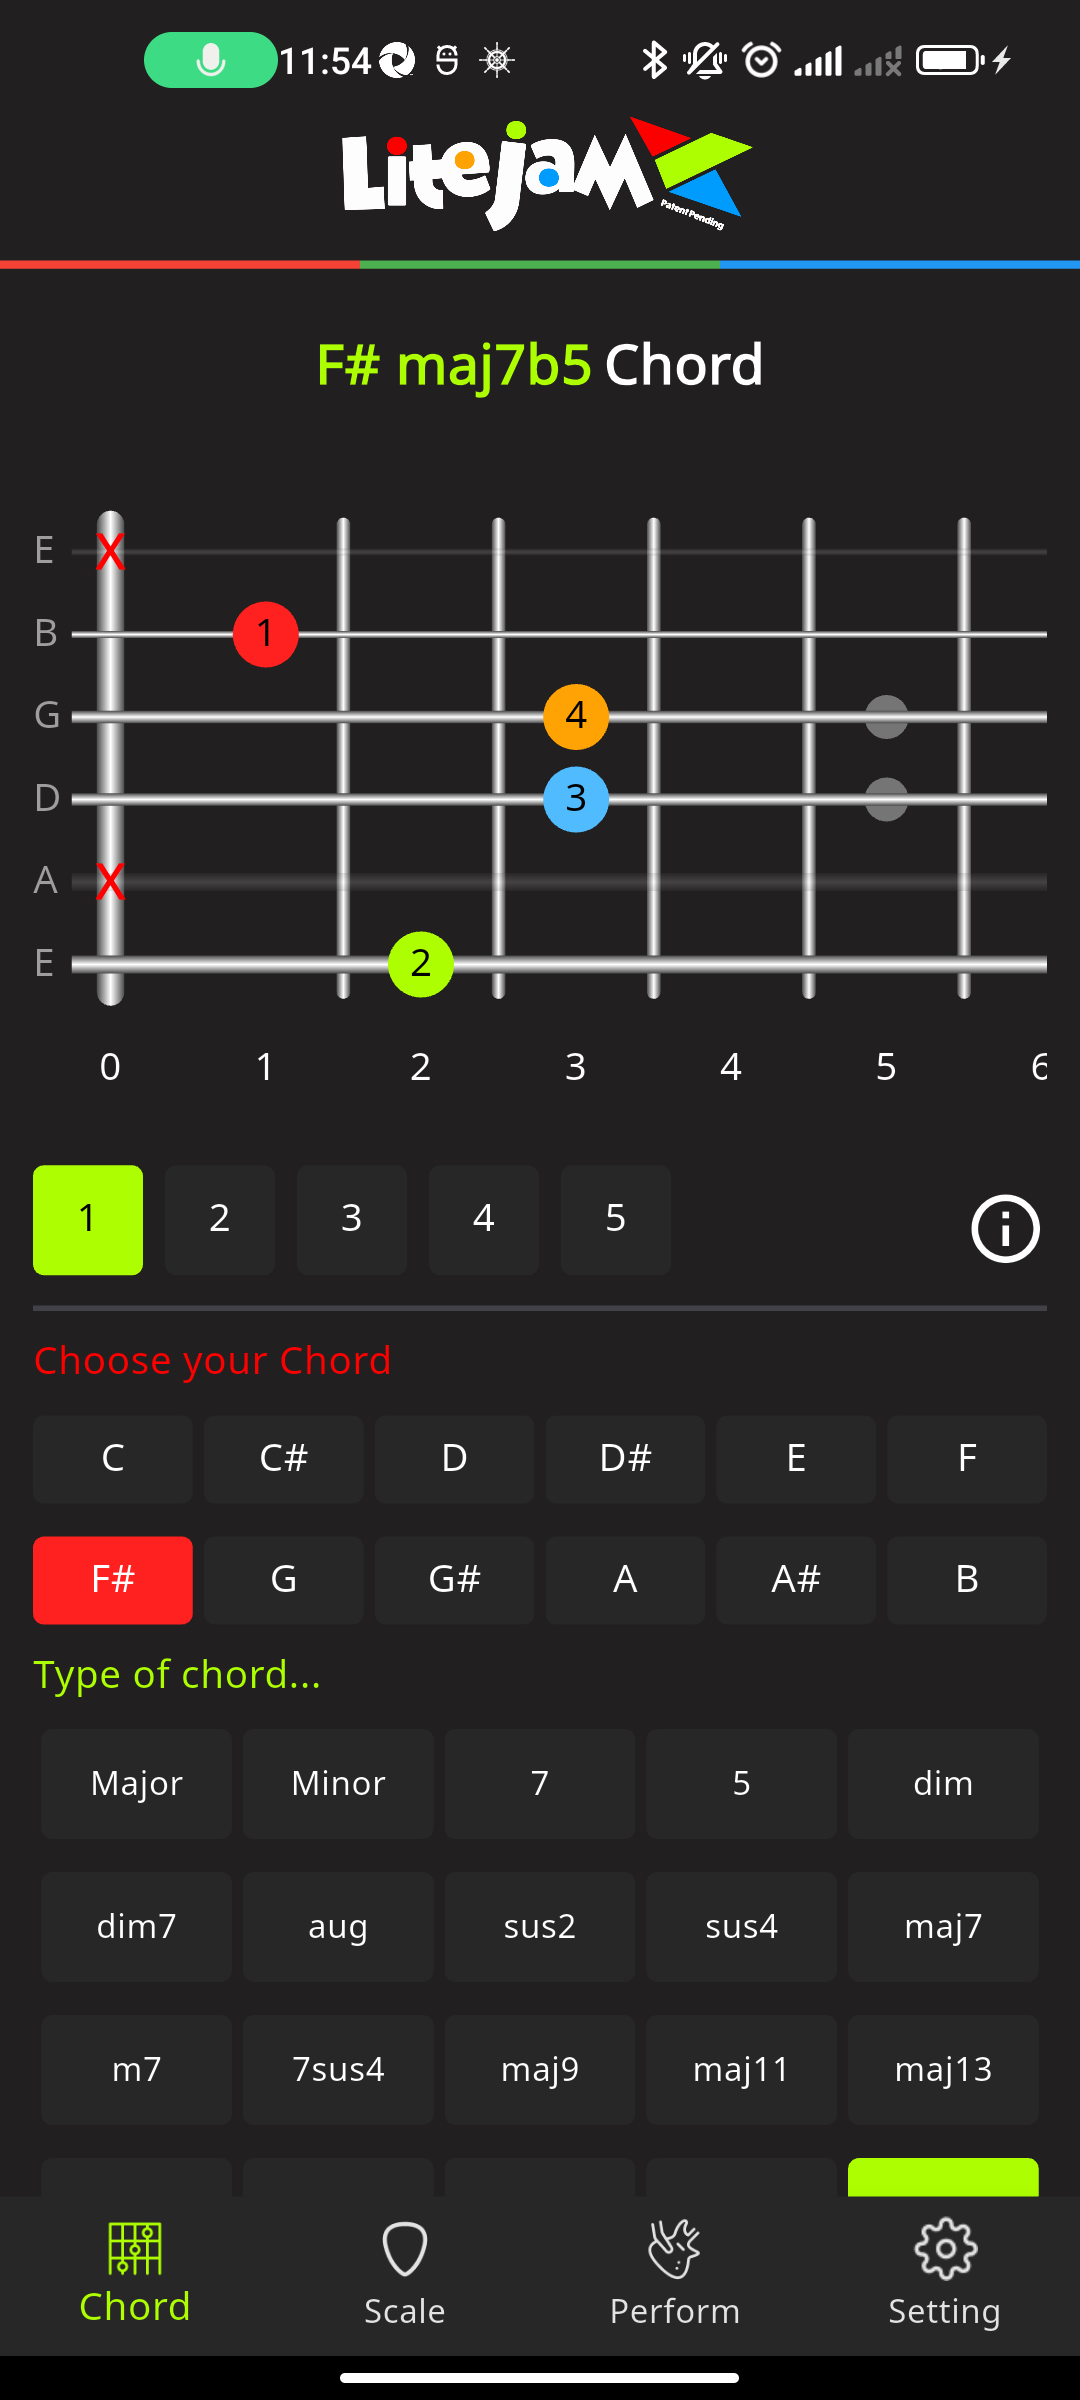 11:54
Litejam
Patent Pending
F# maj7b5 Chord
E X
B 1
G 4
D 3
A X
E 2
0 1 2 3 4 5 6
1 2 3 4 5
Choose your Chord
C C# D D# E F
F# G G# A A# B
Type of chord...
Major Minor 7 5 dim
dim7 aug sus2 sus4 maj7
m7 7sus4 maj9 maj11 maj13
Chord Scale Perform Setting